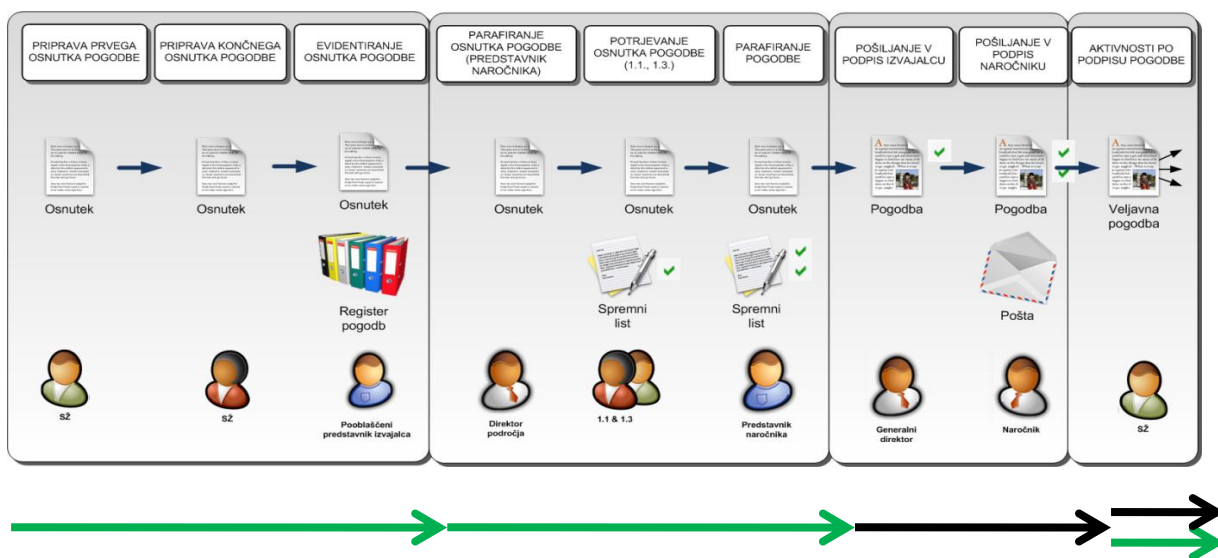 PRIPRAVA PRVEGA
OSNUTKA POGODBE
PRIPRAVA KONČNEGA
OSNUTKA POGODBE
EVIDENTIRANJE
OSNUTKA POGODBE
PARAFIRANJE
OSNUTKA POGODBE
(PREDSTAVNIK
NAROČNIKA)
POTRJEVANJE
OSNUTKA POGODBE
(1.1., 1.3.)
PARAFIRANJE
POGODBE
POŠILJANJE V
PODPIS IZVAJALCU
POŠILJANJE V
PODPIS
NAROČNIKU
AKTIVNOSTI PO
PODPISU POGODBE
Osnutek
Osnutek
Osnutek
Osnutek
Osnutek
Osnutek
Pogodba
Pogodba
Veljavna
pogodba
Register
pogodb
Spremni
list
Spremni
list
Pošta
SŽ
SŽ
Pooblaščeni
predstavnik izvajalca
Direktor
področja
1.1 & 1.3
Predstavnik
naročnika
Generalni
direktor
Naročnik
SŽ